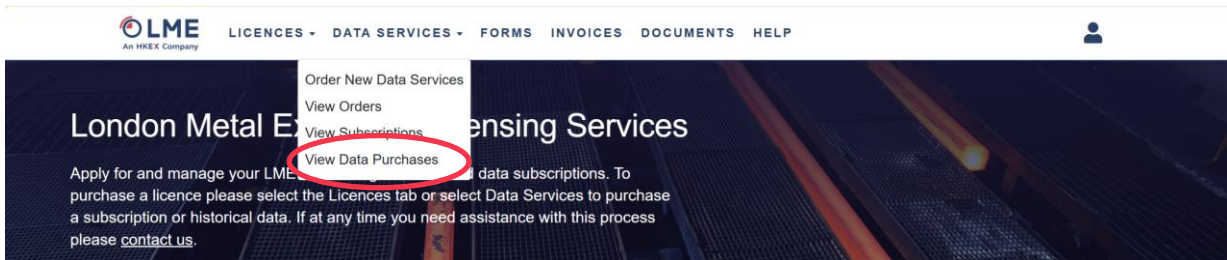 LME
An HKEX Company
LICENCES DATA SERVICES FORMS INVOICES DOCUMENTS HELP
Order New Data Services
View Orders
View Subscriptions
View Data Purchases
London Metal E ensing Services
Apply for and manage your LME data subscriptions. To
purchase a licence please select the Licences tab or select Data Services to purchase
a subscription or historical data. If at any time you need assistance with this process
please contact us.